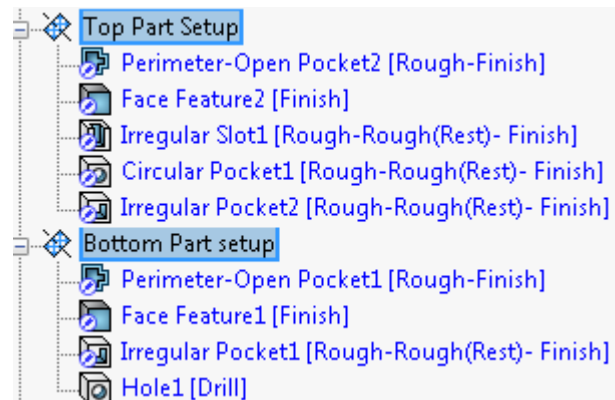 Top Part Setup
Perimeter-Open Pocket2 [Rough-Finish]
Face Feature2 [Finish]
Irregular Slot1 [Rough-Rough(Rest)- Finish]
Circular Pocket1 [Rough-Rough(Rest)- Finish]
Irregular Pocket2 [Rough-Rough(Rest)- Finish]
Bottom Part setup
Perimeter-Open Pocket1 [Rough-Finish]
Face Feature1 [Finish]
Irregular Pocket1 [Rough-Rough(Rest)- Finish]
Hole1 [Drill]